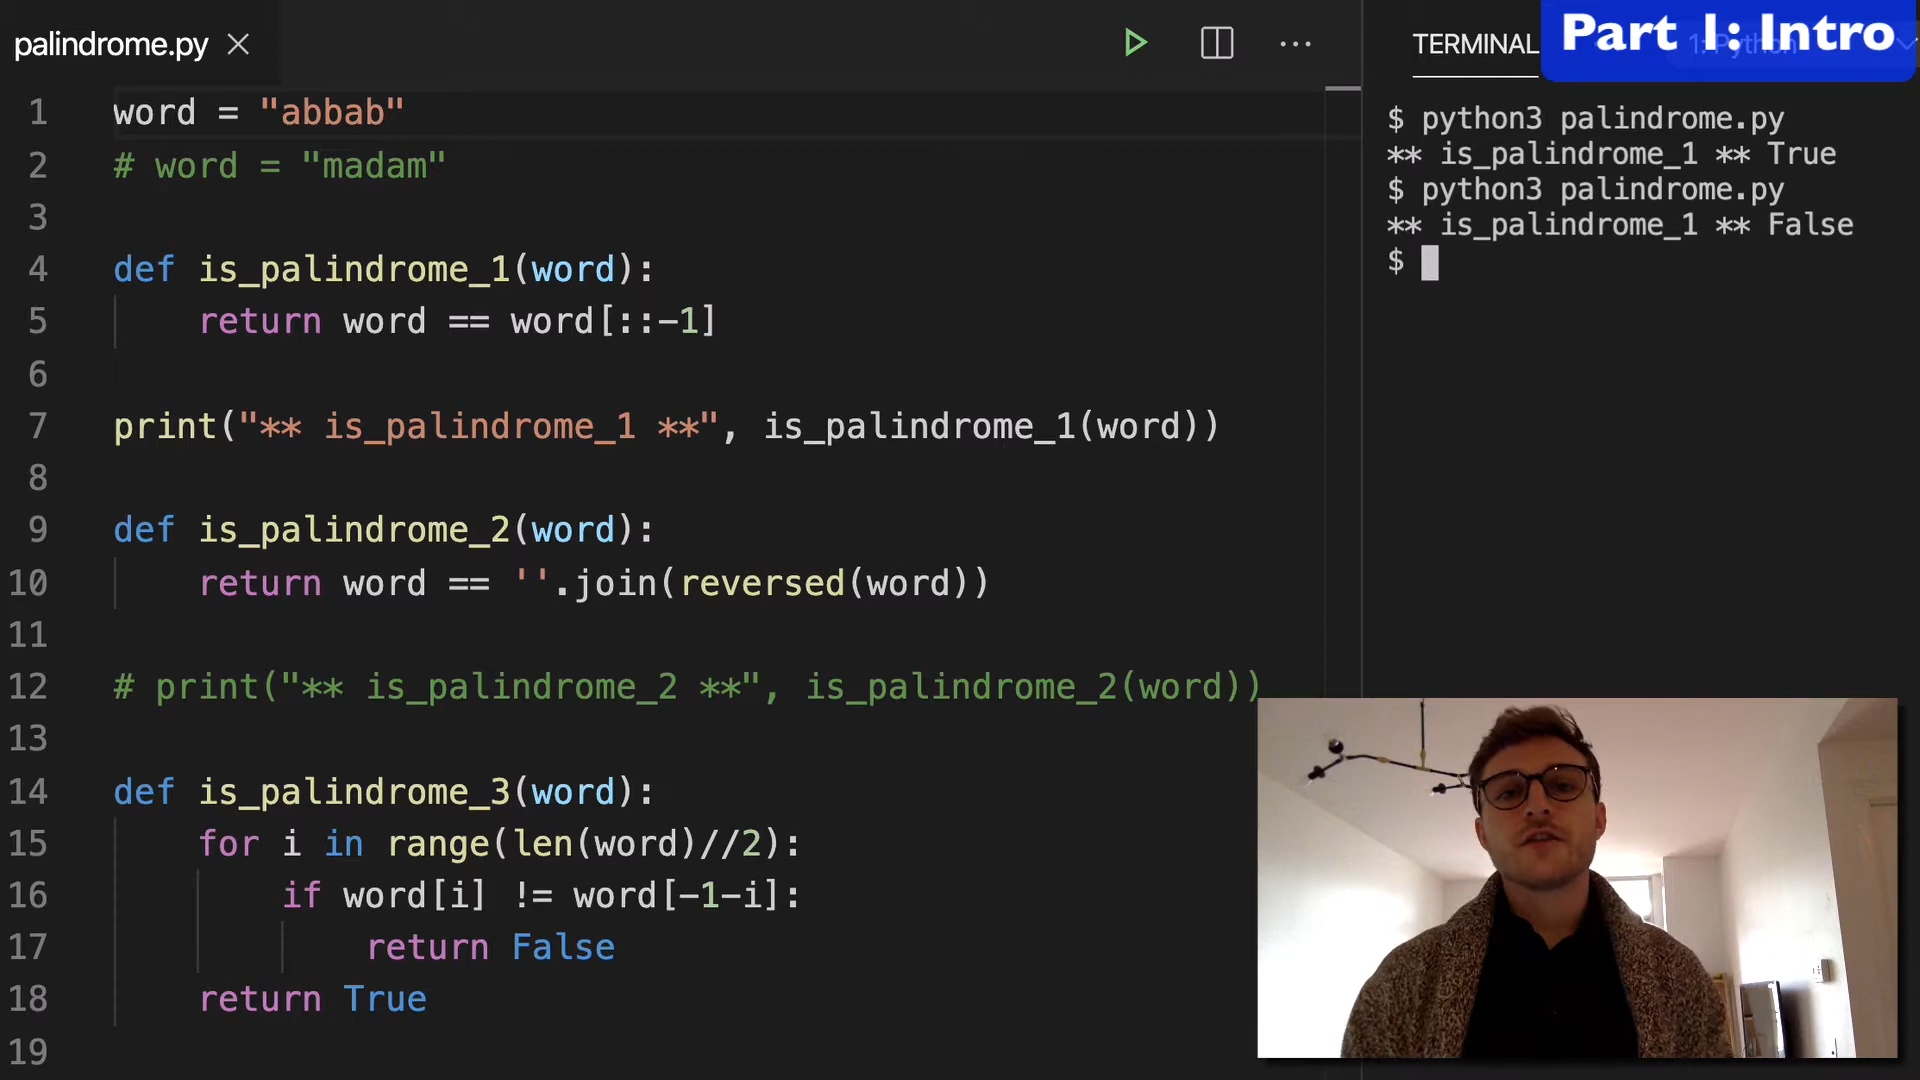 palindrome.py
1 word = "abbab"
2 # word = "madam"
3
4 def is_palindrome_1(word):
5 return word == word[::-1]
6
7 print("** is_palindrome_1 **", is_palindrome_1(word))
8
9 def is_palindrome_2(word):
10 return word == ''.join(reversed(word))
11
12 # print("** is_palindrome_2 **", is_palindrome_2(word))
13
14 def is_palindrome_3(word):
15 for i in range(len(word)//2):
16 if word[i] != word[-1-i]:
17 return False
18 return True
19
TERMINAL
1: Python
Part 1: Intro
$ python3 palindrome.py
** is_palindrome_1 ** True
$ python3 palindrome.py
** is_palindrome_1 ** False
$